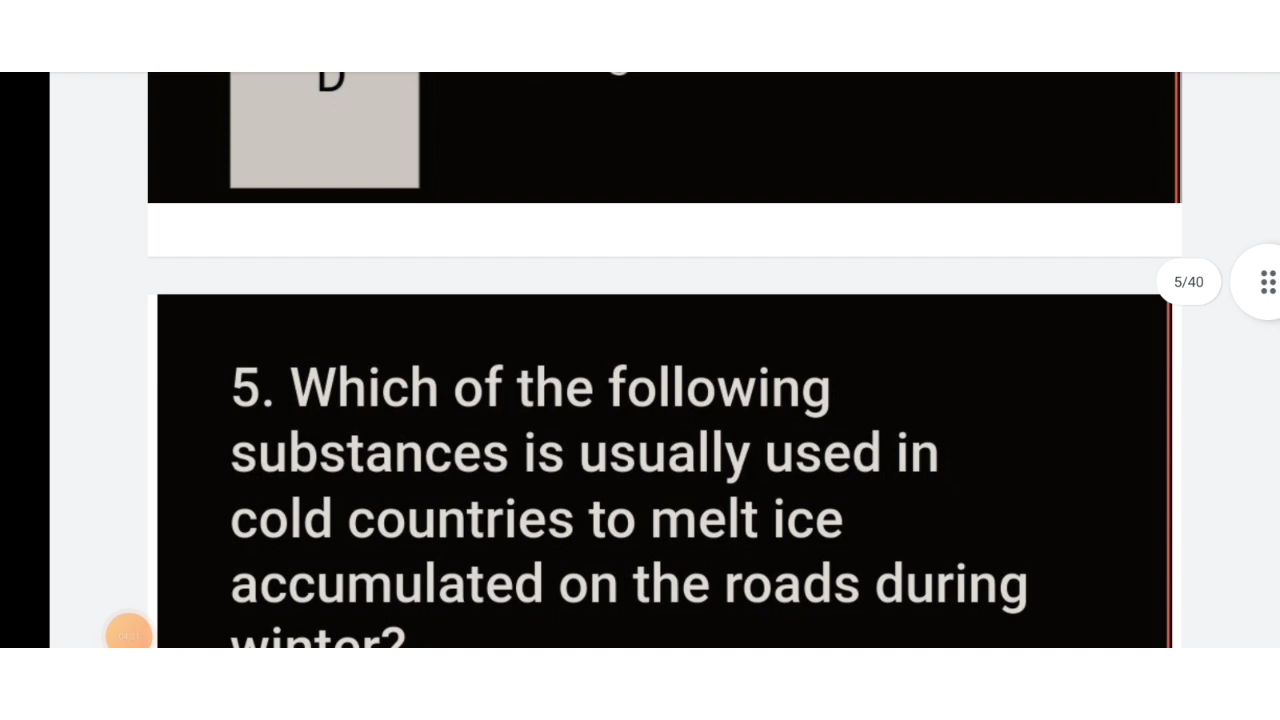 D
5/40
5. Which of the following
substances is usually used in
cold countries to melt ice
accumulated on the roads during
winter?